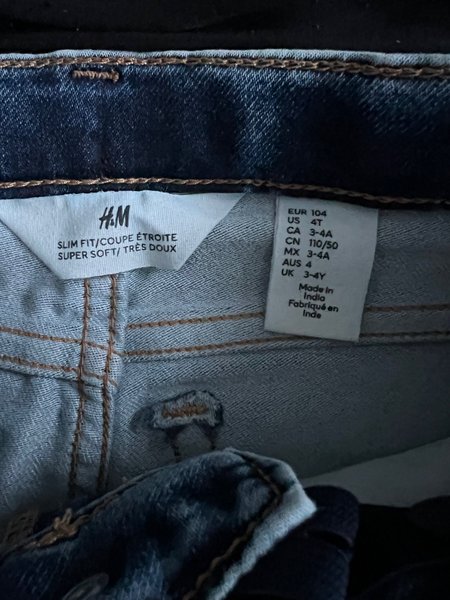 H&M
SLIM FIT/COUPE ÉTROITE
SUPER SOFT/TRÈS DOUX
EUR 104
US 4T
CA 3-4A
CN 110/50
MX 3-4A
AUS 4
UK 3-4Y
Made in
India
Fabriqué en
Inde